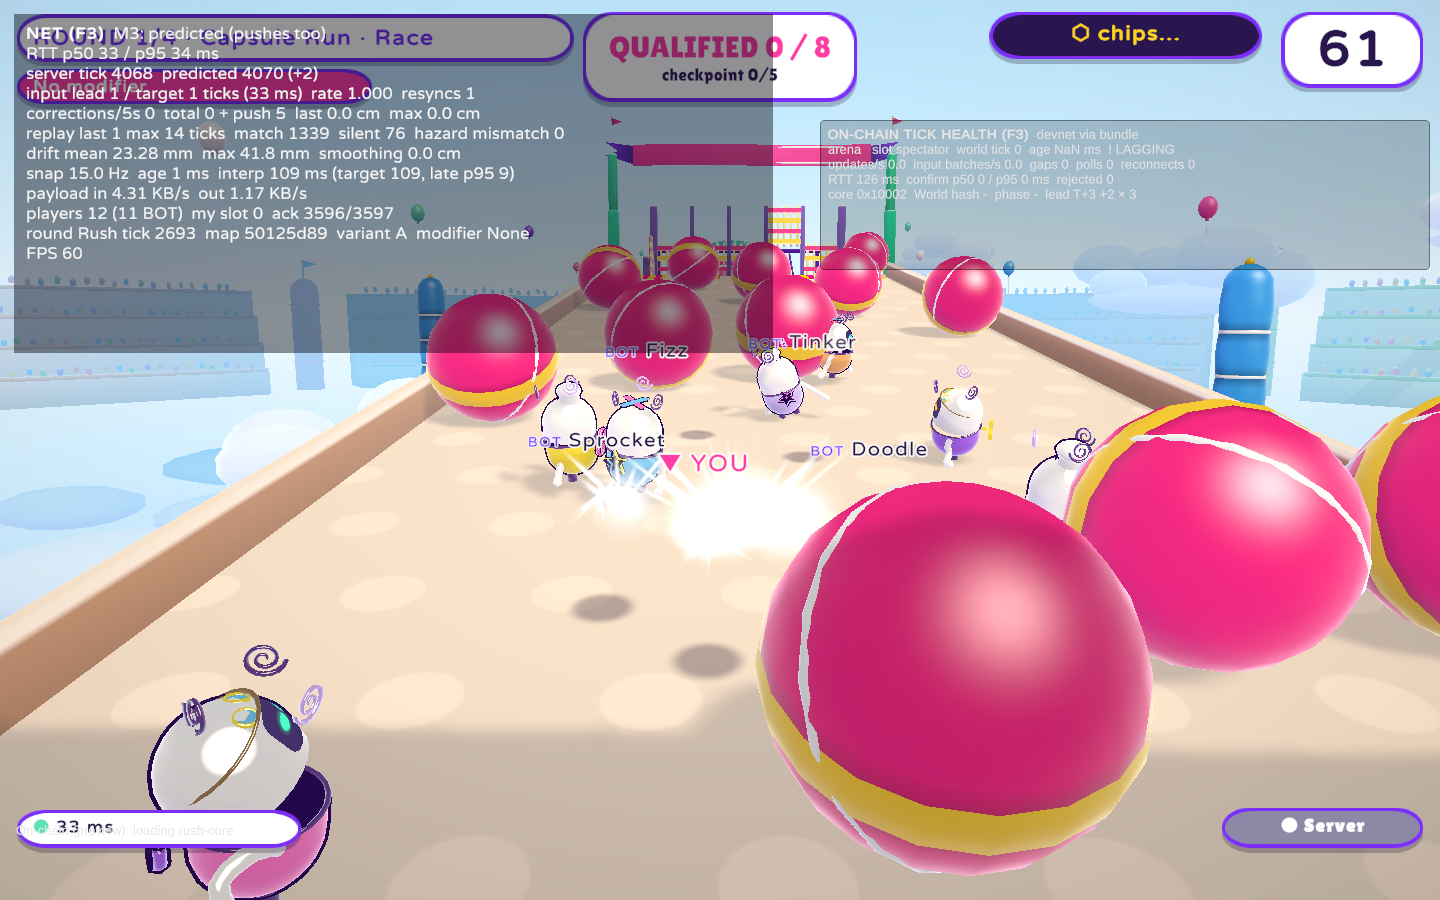 NET (F3) M3: predicted (pushes too)
Capsule Run · Race
RTT p50 33 / p95 34 ms
server tick 4068 predicted 4070 (+2)
No modifier
input lead 1 / target 1 ticks (33 ms) rate 1.000 resyncs 1
corrections/5s 0 total 0 + push 5 last 0.0 cm max 0.0 cm
replay last 1 max 14 ticks match 1339 silent 76 hazard mismatch 0
drift mean 23.28 mm max 41.8 mm smoothing 0.0 cm
snap 15.0 Hz age 1 ms interp 109 ms (target 109, late p95 9)
payload in 4.31 KB/s out 1.17 KB/s
players 12 (11 BOT) my slot 0 ack 3596/3597
round Rush tick 2693 map 50125d89 variant A modifier None
FPS 60
QUALIFIED 0 / 8
checkpoint 0/5
chips...
61
ON-CHAIN TICK HEALTH (F3) devnet via bundle
arena slot spectator world tick 0 age NaN ms ! LAGGING
updates/s 0.0 input batches/s 0.0 gaps 0 polls 0 reconnects 0
RTT 126 ms confirm p50 0 / p95 0 ms rejected 0
core 0x10002 World hash - phase - lead T+3 +2 × 3
BOT Tinker
BOT Fizz
BOT Sprocket
BOT Doodle
YOU
33 ms
loading rush-core
Server